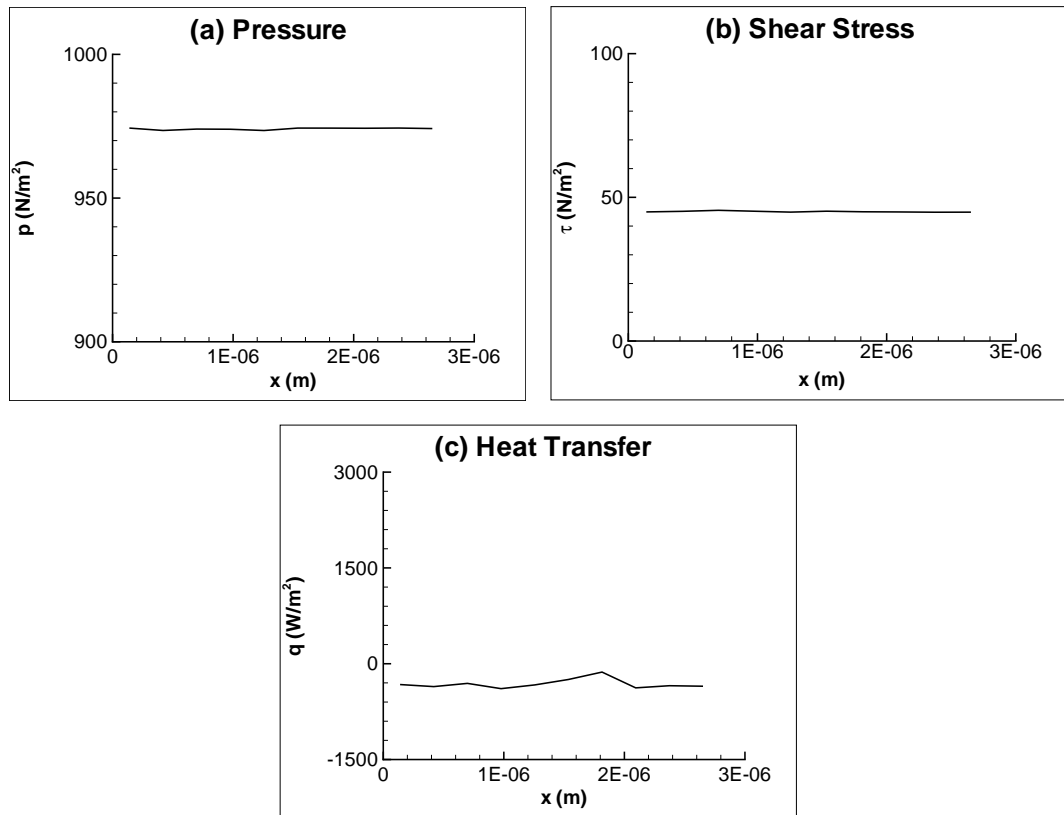 (a) Pressure
1000
950
900
p (N/m²)
0
1E-06
2E-06
3E-06
x (m)
(b) Shear Stress
100
50
0
τ (N/m²)
0
1E-06
2E-06
3E-06
x (m)
(c) Heat Transfer
3000
1500
0
-1500
q (W/m²)
0
1E-06
2E-06
3E-06
x (m)